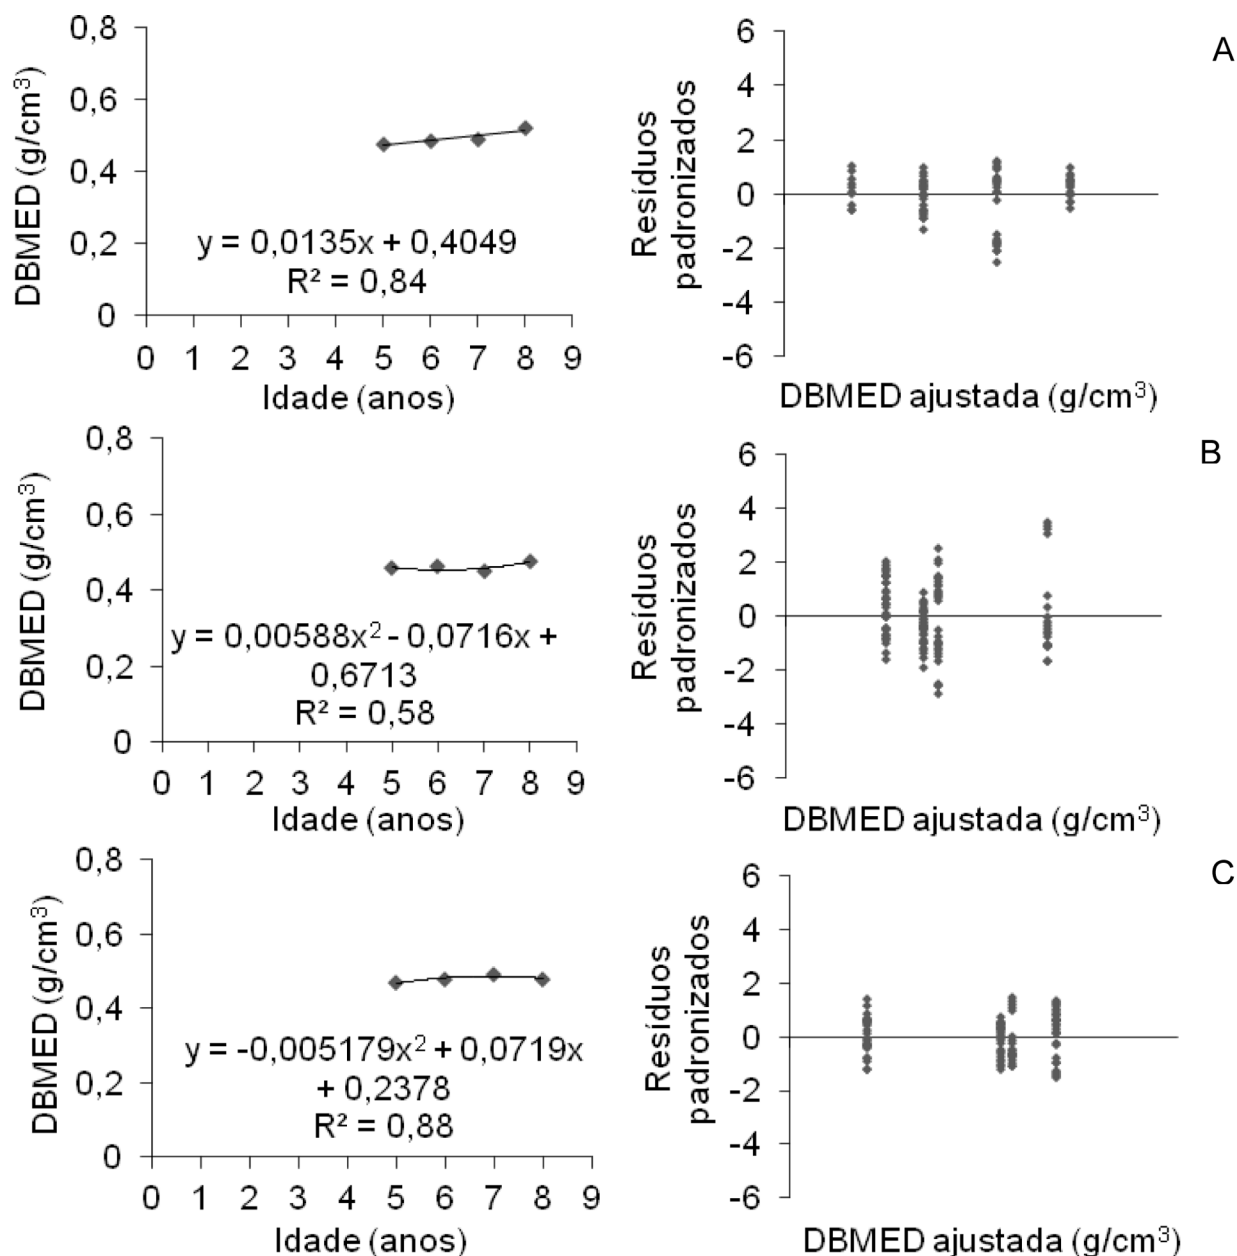 0,8
0,6
0,4
0,2
0
DBMED (g/cm³)
y = 0,0135x + 0,4049
R² = 0,84
0 1 2 3 4 5 6 7 8 9
Idade (anos)
6
4
2
0
-2
-4
-6
Resíduos
padronizados
DBMED ajustada (g/cm³)
A
0,8
0,6
0,4
0,2
0
DBMED (g/cm³)
y = 0,00588x² - 0,0716x +
0,6713
R² = 0,58
0 1 2 3 4 5 6 7 8 9
Idade (anos)
6
4
2
0
-2
-4
-6
Resíduos
padronizados
DBMED ajustada (g/cm³)
B
0,8
0,6
0,4
0,2
0
DBMED (g/cm³)
y = -0,005179x² + 0,0719x
+ 0,2378
R² = 0,88
0 1 2 3 4 5 6 7 8 9
Idade (anos)
6
4
2
0
-2
-4
-6
Resíduos
padronizados
DBMED ajustada (g/cm³)
C